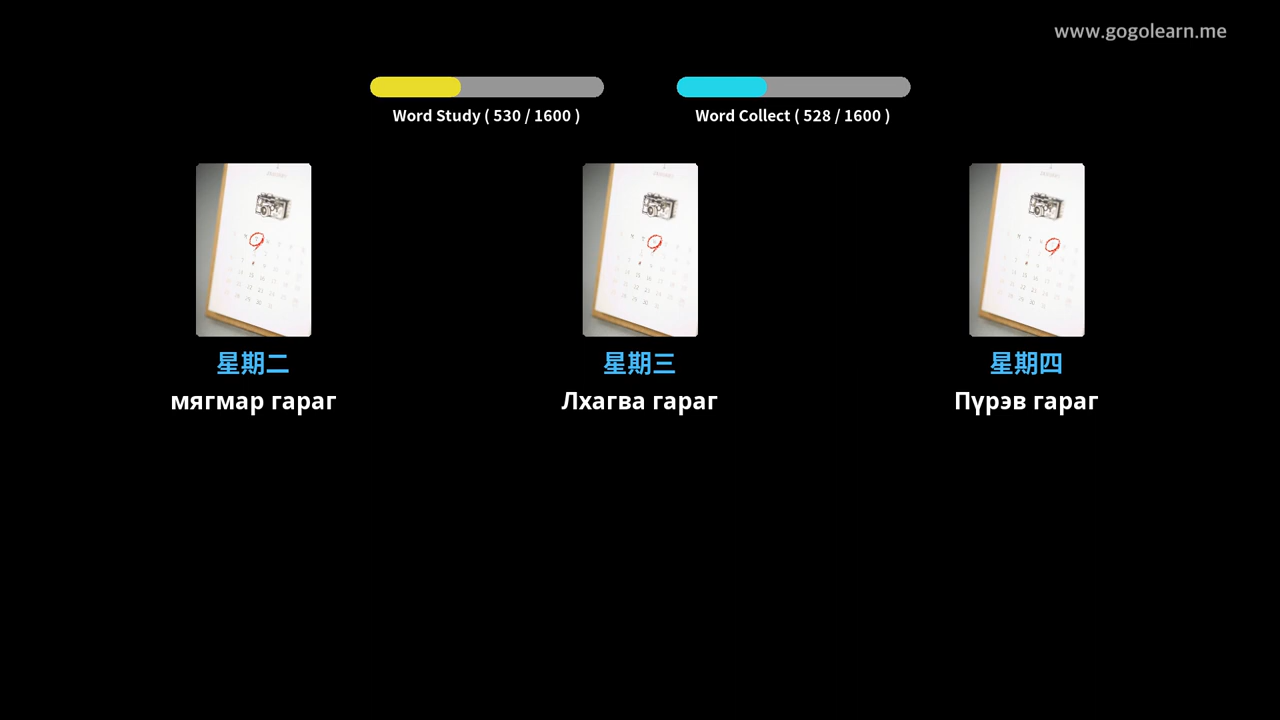 www.gogolearn.me
Word Study ( 530 / 1600 )
Word Collect ( 528 / 1600 )
星期二
星期三
星期四
мягмар гараг
Лхагва гараг
Пүрэв гараг